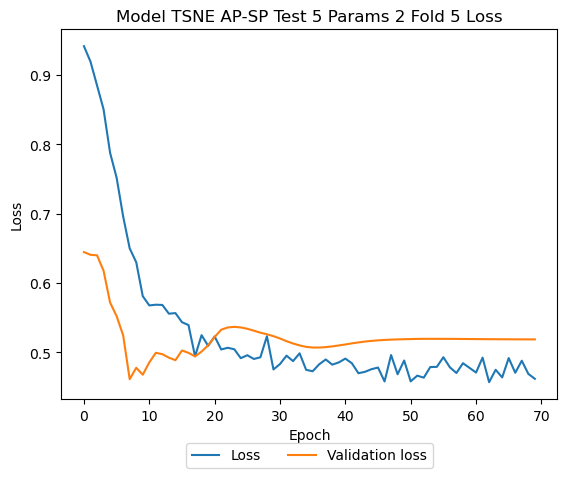 Model TSNE AP-SP Test 5 Params 2 Fold 5 Loss
0.9
0.8
0.7
0.6
0.5
Loss
0 10 20 30 40 50 60 70
Epoch
Loss Validation loss